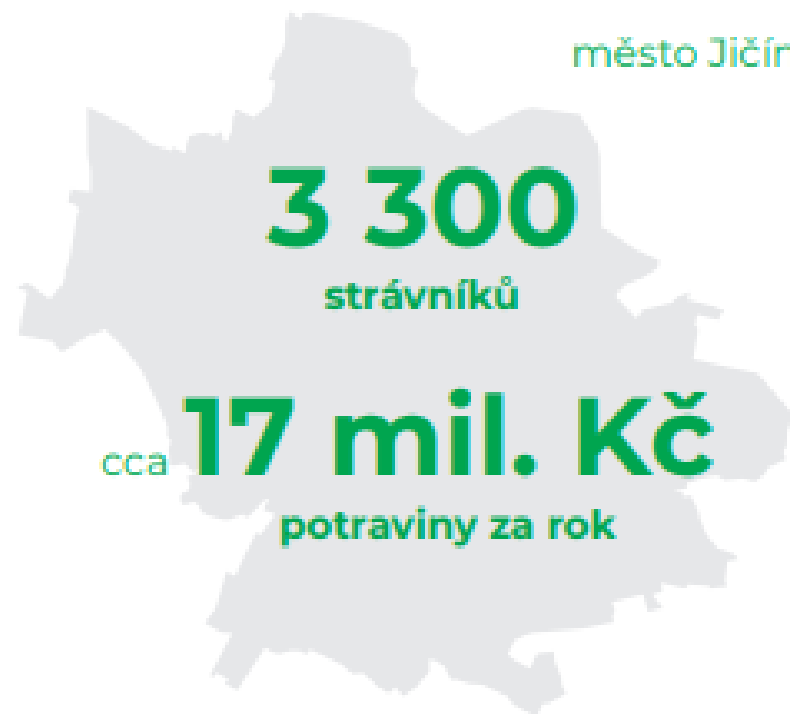 město Jičín
3 300
strávníků
cca 17 mil. Kč
potraviny za rok